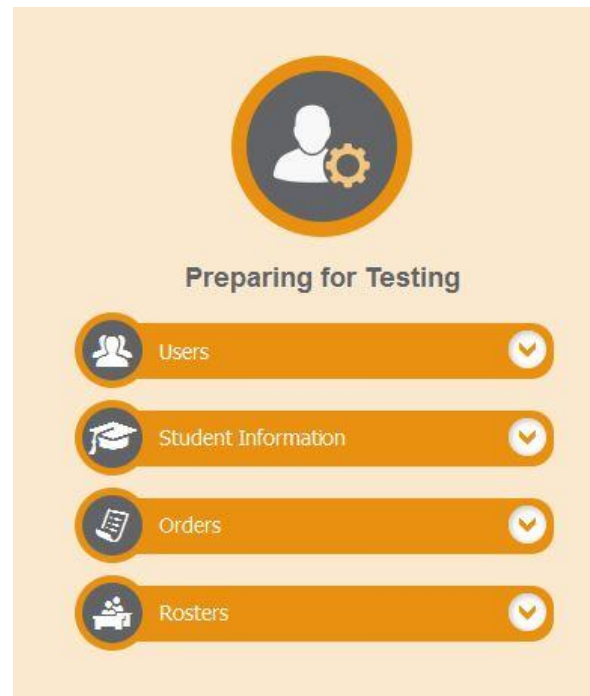 Preparing for Testing
Users
Student Information
Orders
Rosters